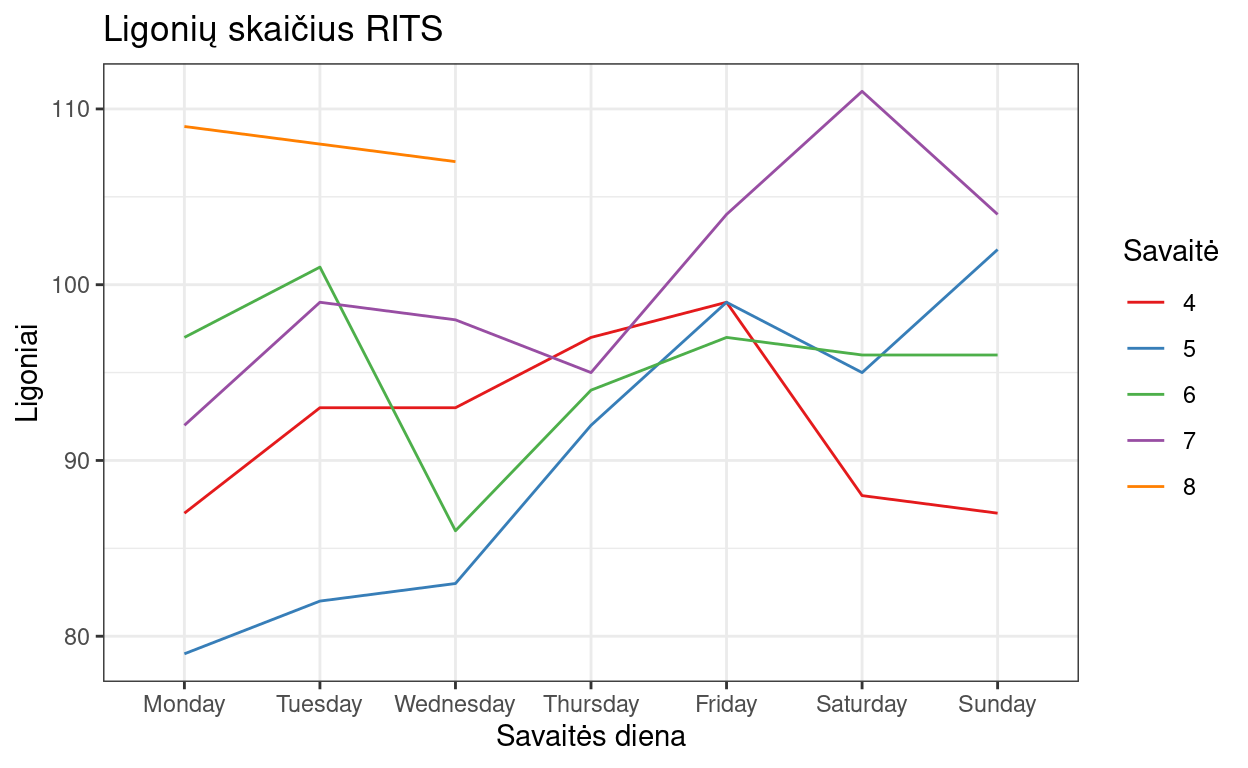 Ligonių skaičius RITS
110
100
90
80
Ligoniai
Monday Tuesday Wednesday Thursday Friday Saturday Sunday
Savaitės diena
Savaitė
4
5
6
7
8